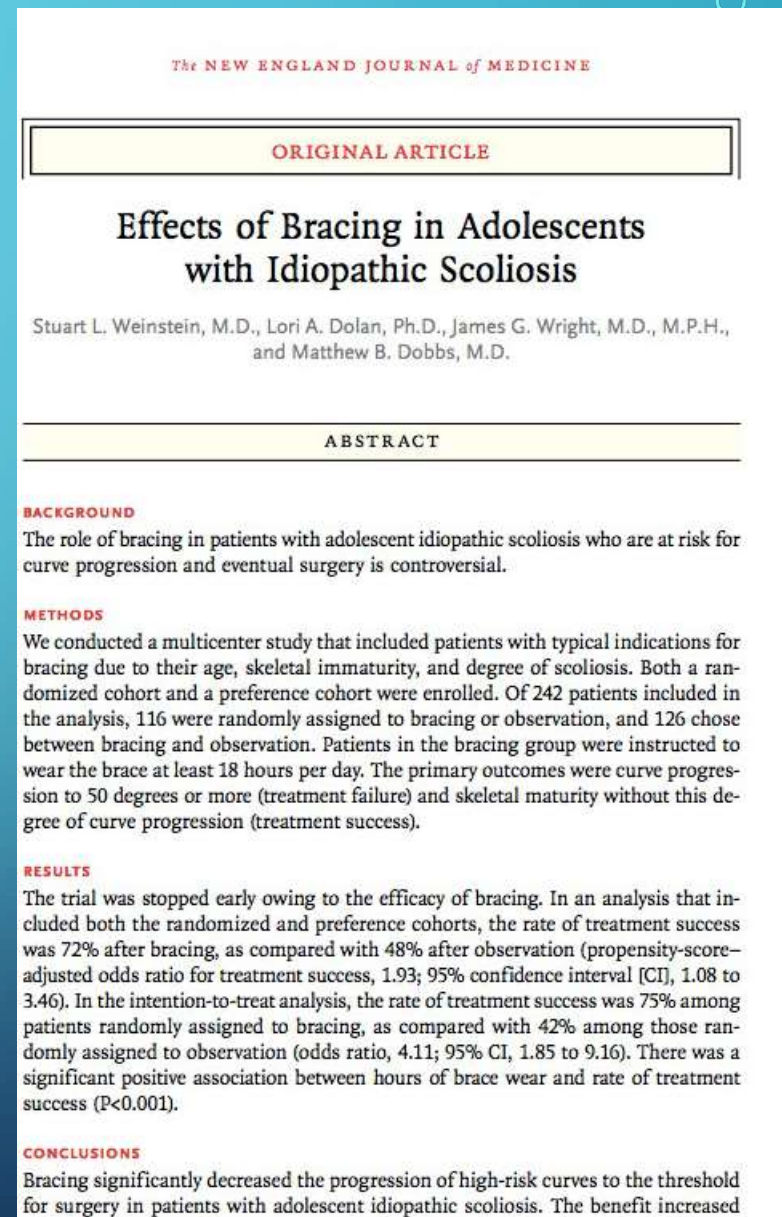 The NEW ENGLAND JOURNAL of MEDICINE
ORIGINAL ARTICLE
Effects of Bracing in Adolescents
with Idiopathic Scoliosis
Stuart L. Weinstein, M.D., Lori A. Dolan, Ph.D., James G. Wright, M.D., M.P.H.,
and Matthew B. Dobbs, M.D.
ABSTRACT
BACKGROUND
The role of bracing in patients with adolescent idiopathic scoliosis who are at risk for
curve progression and eventual surgery is controversial.
METHODS
We conducted a multicenter study that included patients with typical indications for
bracing due to their age, skeletal immaturity, and degree of scoliosis. Both a ran-
domized cohort and a preference cohort were enrolled. Of 242 patients included in
the analysis, 116 were randomly assigned to bracing or observation, and 126 chose
between bracing and observation. Patients in the bracing group were instructed to
wear the brace at least 18 hours per day. The primary outcomes were curve progres-
sion to 50 degrees or more (treatment failure) and skeletal maturity without this de-
gree of curve progression (treatment success).
RESULTS
The trial was stopped early owing to the efficacy of bracing. In an analysis that in-
cluded both the randomized and preference cohorts, the rate of treatment success
was 72% after bracing, as compared with 48% after observation (propensity-score–
adjusted odds ratio for treatment success, 1.93; 95% confidence interval [CI], 1.08 to
3.46). In the intention-to-treat analysis, the rate of treatment success was 75% among
patients randomly assigned to bracing, as compared with 42% among those ran-
domly assigned to observation (odds ratio, 4.11; 95% CI, 1.85 to 9.16). There was a
significant positive association between hours of brace wear and rate of treatment
success (P<0.001).
CONCLUSIONS
Bracing significantly decreased the progression of high-risk curves to the threshold
for surgery in patients with adolescent idiopathic scoliosis. The benefit increased